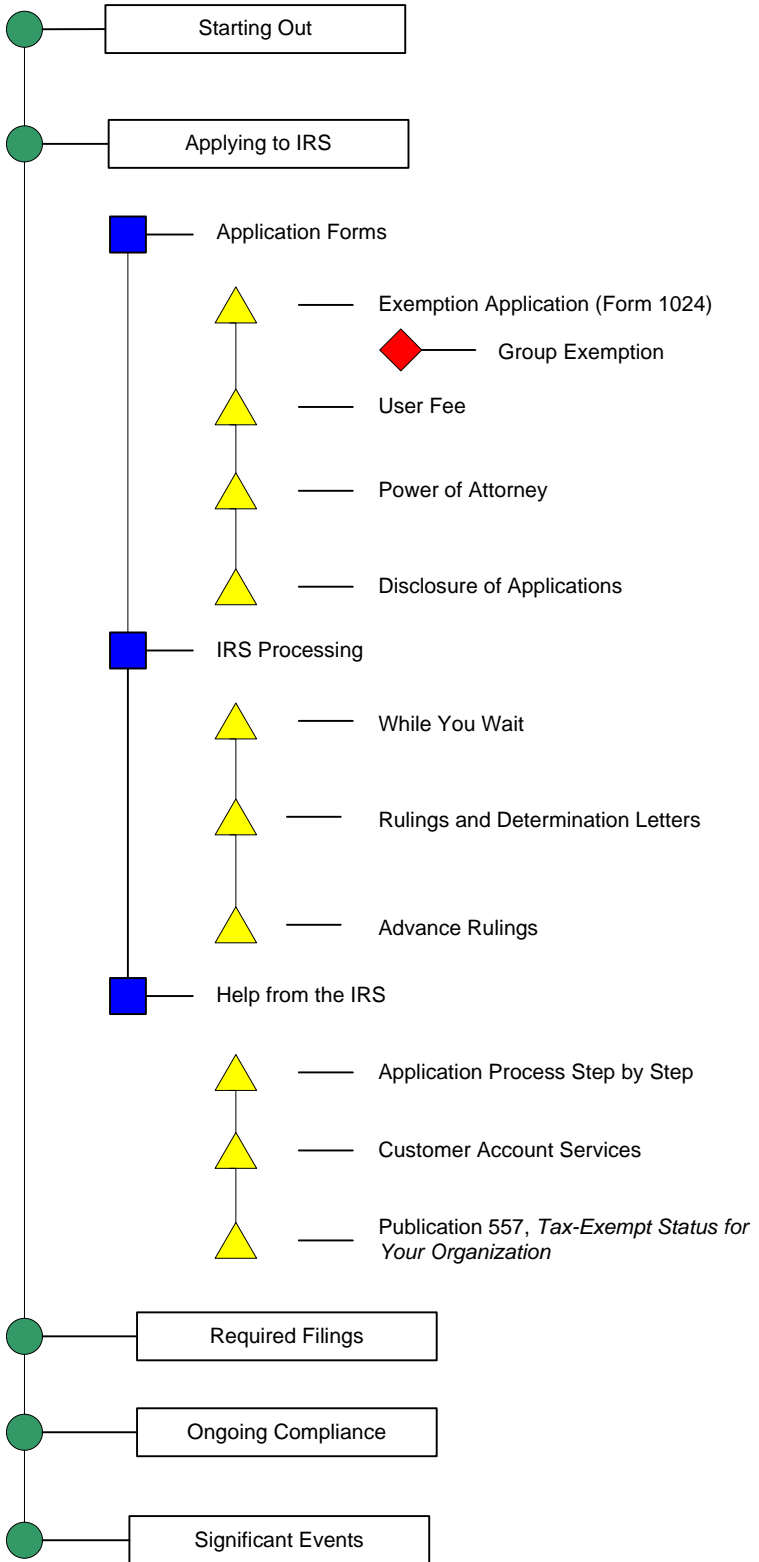 Starting Out
Applying to IRS
Application Forms
Exemption Application (Form 1024)
Group Exemption
User Fee
Power of Attorney
Disclosure of Applications
IRS Processing
While You Wait
Rulings and Determination Letters
Advance Rulings
Help from the IRS
Application Process Step by Step
Customer Account Services
Publication 557, Tax-Exempt Status for
Your Organization
Required Filings
Ongoing Compliance
Significant Events